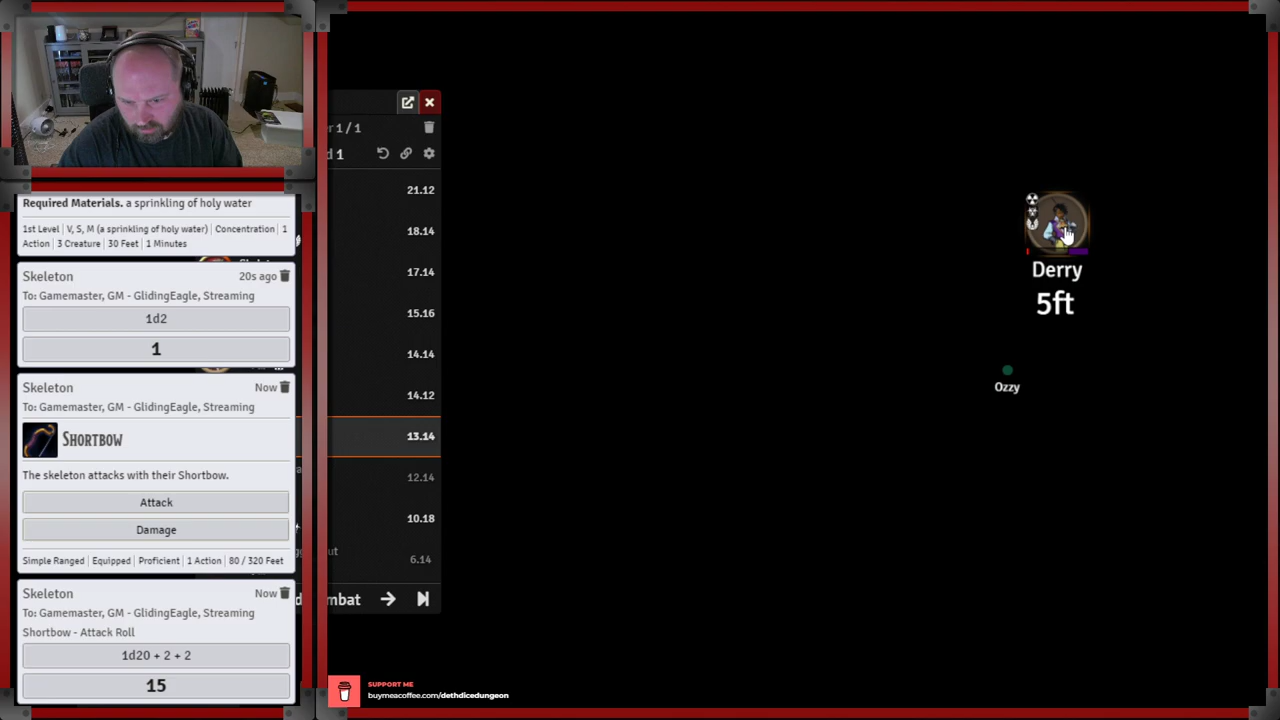 Required Materials. a sprinkling of holy water
1st Level | V, S, M (a sprinkling of holy water) | Concentration | 1
Action | 3 Creature | 30 Feet | 1 Minutes
Skeleton 20s ago
To: Gamemaster, GM - GlidingEagle, Streaming
1d2
1
Skeleton Now
To: Gamemaster, GM - GlidingEagle, Streaming
SHORTBOW
The skeleton attacks with their Shortbow.
Attack
Damage
Simple Ranged | Equipped | Proficient | 1 Action | 80 / 320 Feet
Skeleton Now
To: Gamemaster, GM - GlidingEagle, Streaming
Shortbow - Attack Roll
1d20 + 2 + 2
15
r 1 / 1
d 1
21.12
18.14
17.14
15.16
14.14
14.12
13.14
12.14
10.18
ut
6.14
mbat
Derry
5ft
Ozzy
SUPPORT ME
buymeacoffee.com/dethdicedungeon